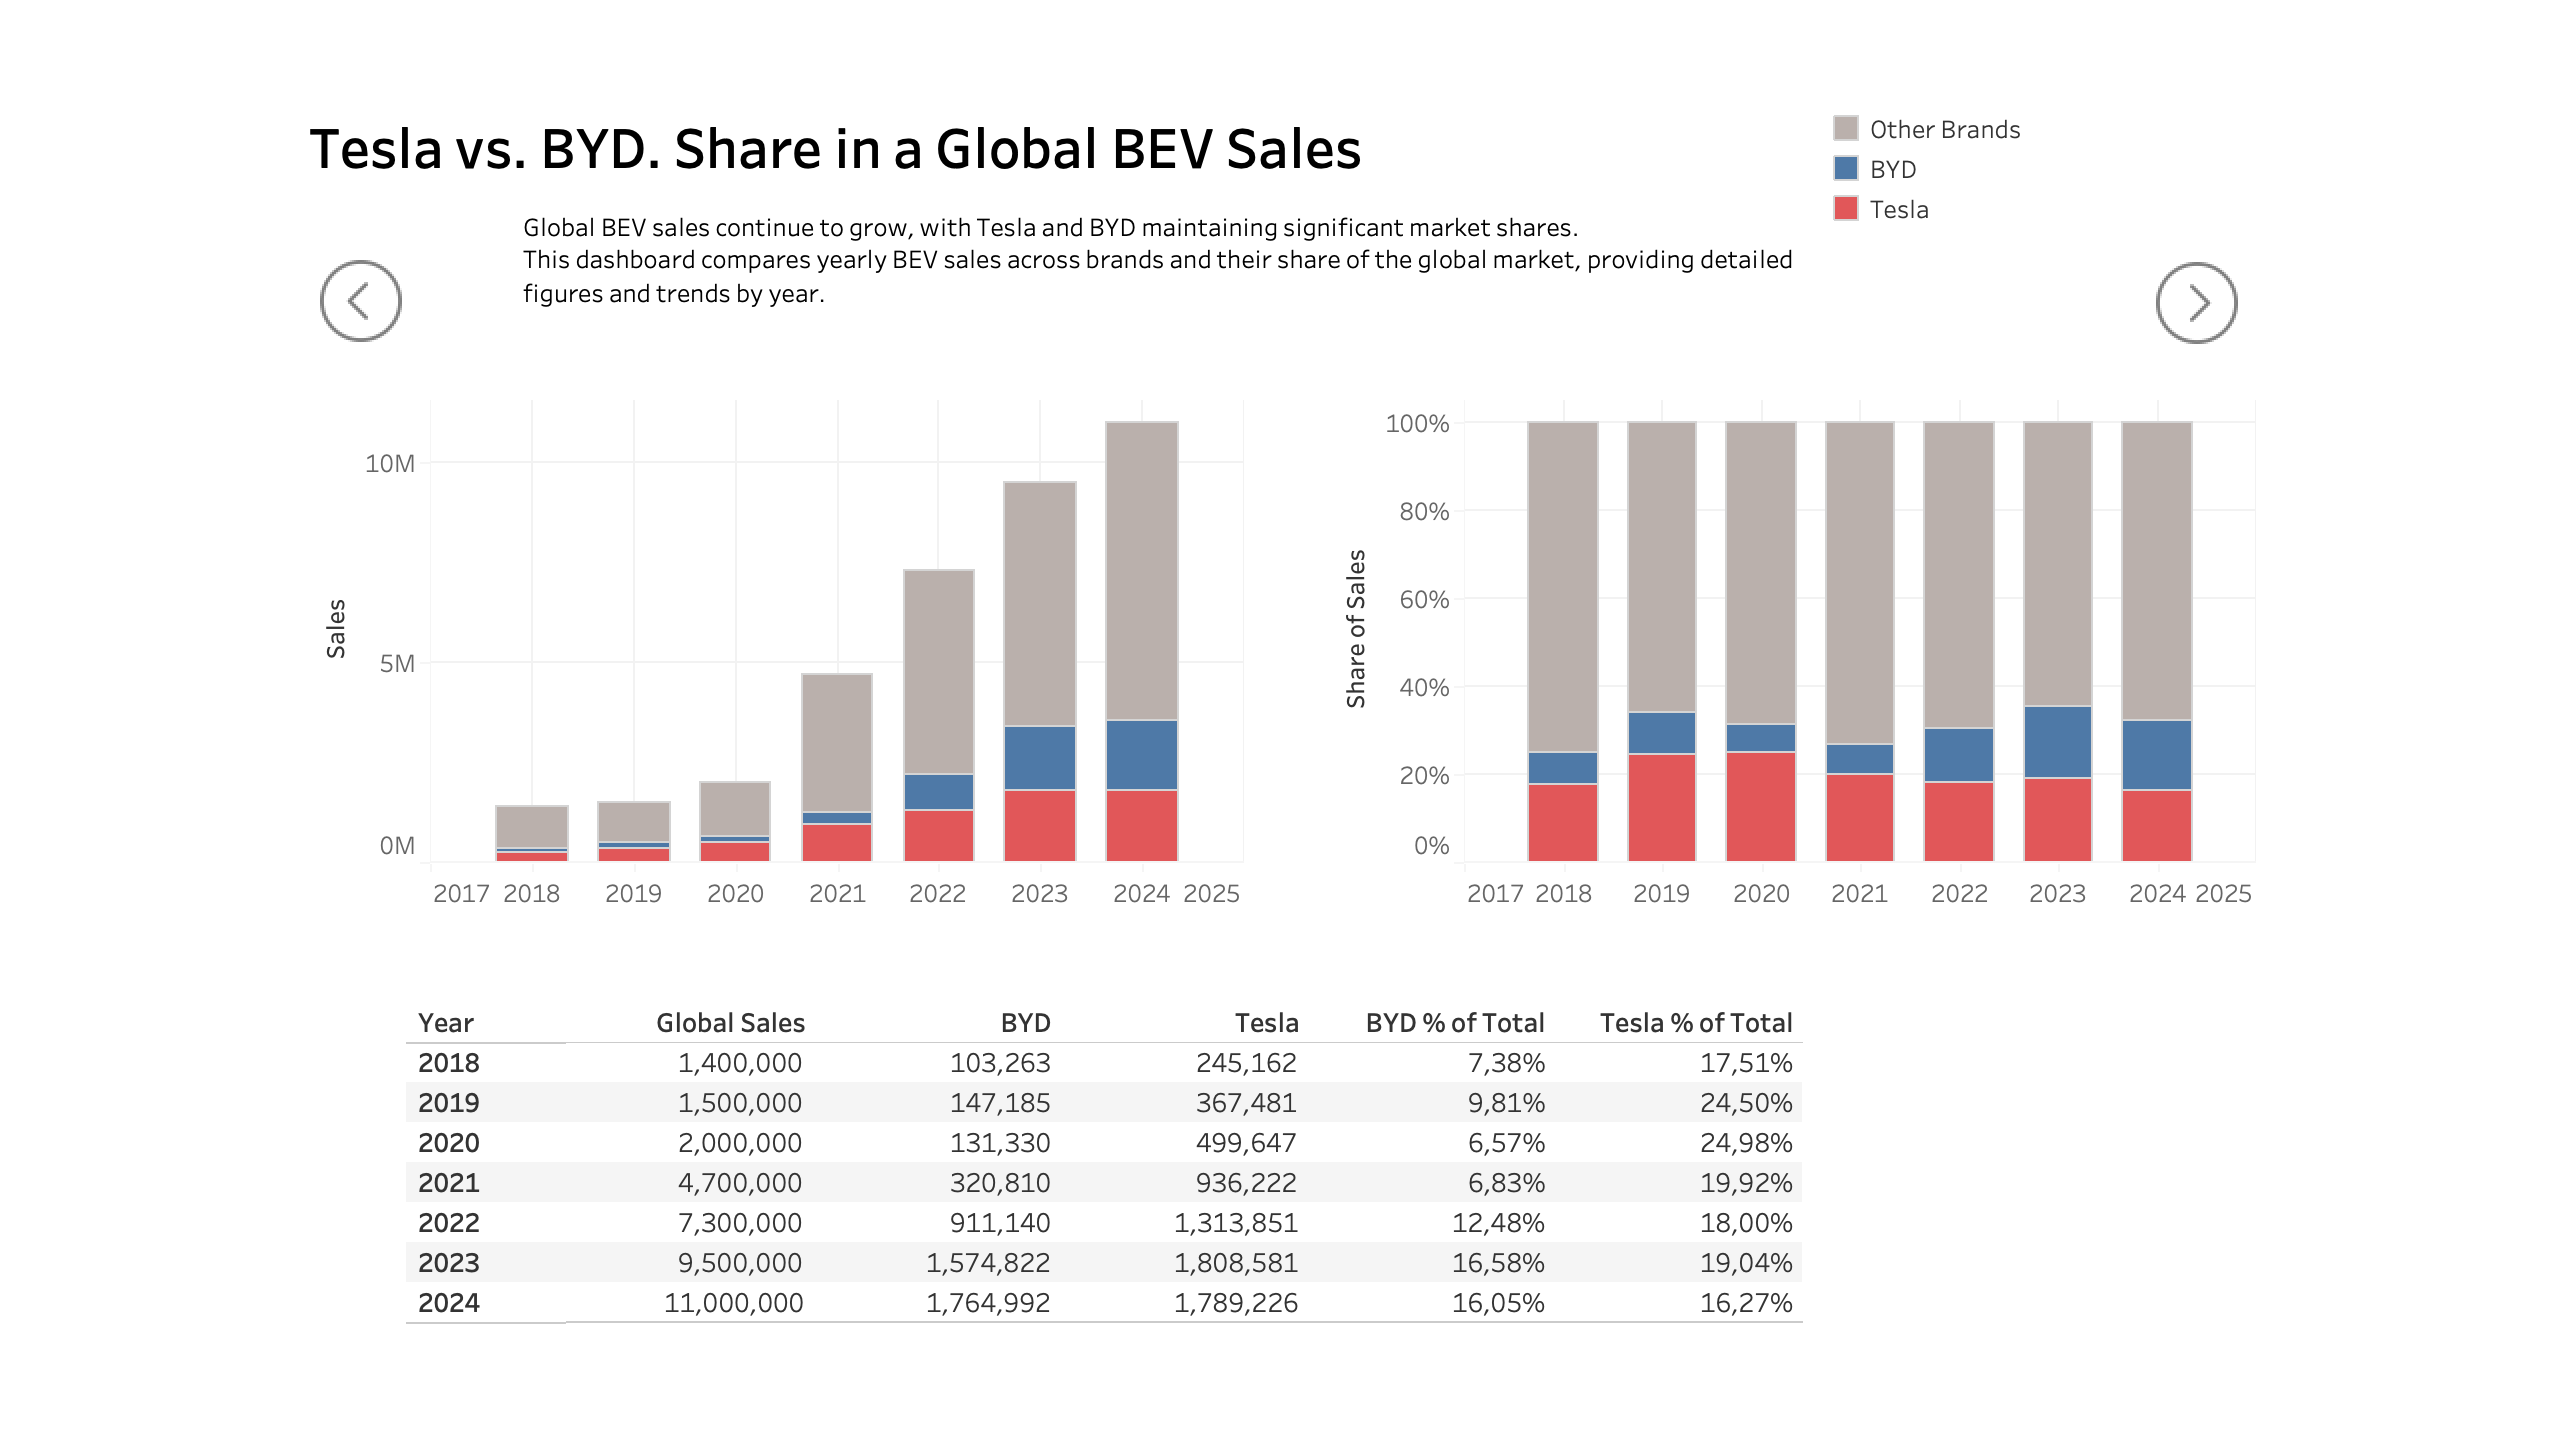 Tesla vs. BYD. Share in a Global BEV Sales
Other Brands
BYD
Tesla
Global BEV sales continue to grow, with Tesla and BYD maintaining significant market shares.
This dashboard compares yearly BEV sales across brands and their share of the global market, providing detailed
figures and trends by year.
Sales
10M
5M
0M
2017 2018 2019 2020 2021 2022 2023 2024 2025
Share of Sales
100%
80%
60%
40%
20%
0%
2017 2018 2019 2020 2021 2022 2023 2024 2025
Year Global Sales BYD Tesla BYD % of Total Tesla % of Total
2018 1,400,000 103,263 245,162 7,38% 17,51%
2019 1,500,000 147,185 367,481 9,81% 24,50%
2020 2,000,000 131,330 499,647 6,57% 24,98%
2021 4,700,000 320,810 936,222 6,83% 19,92%
2022 7,300,000 911,140 1,313,851 12,48% 18,00%
2023 9,500,000 1,574,822 1,808,581 16,58% 19,04%
2024 11,000,000 1,764,992 1,789,226 16,05% 16,27%